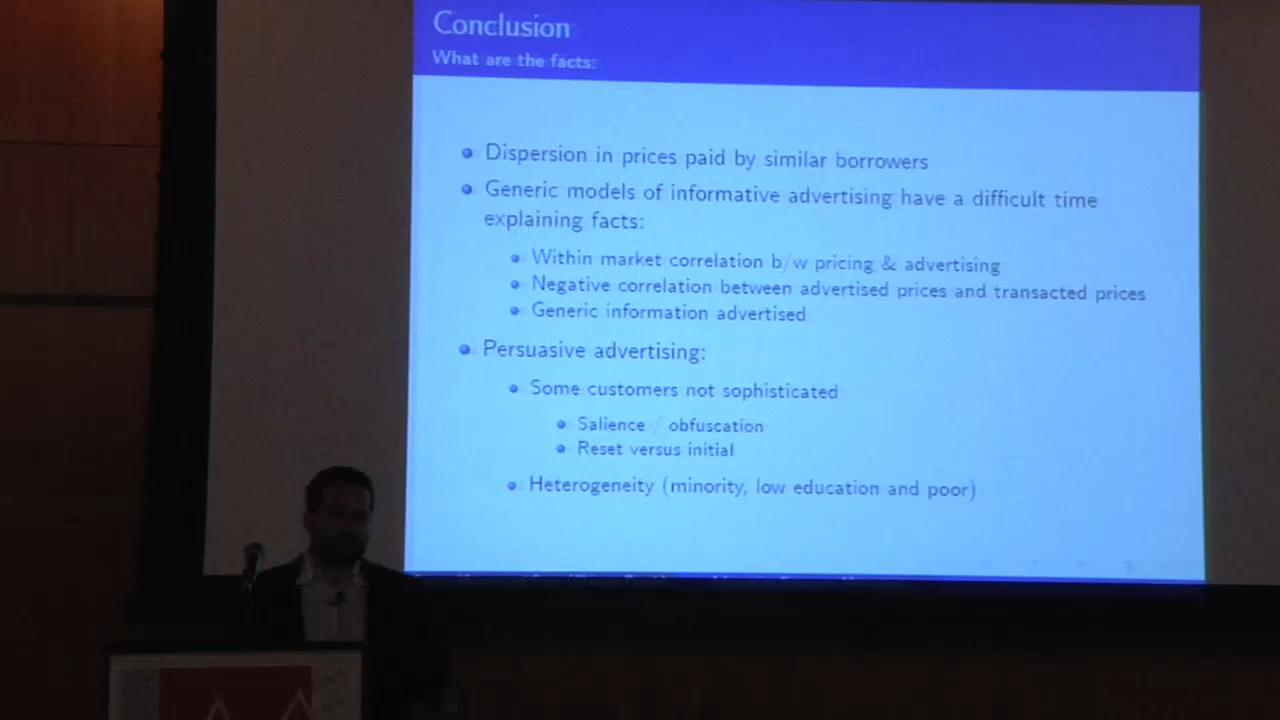 Conclusion
What are the facts:
Dispersion in prices paid by similar borrowers
Generic models of informative advertising have a difficult time
explaining facts:
Within market correlation b/w pricing & advertising
Negative correlation between advertised prices and transacted prices
Generic information advertised
Persuasive advertising:
Some customers not sophisticated
Salience / obfuscation
Reset versus initial
Heterogeneity (minority, low education and poor)